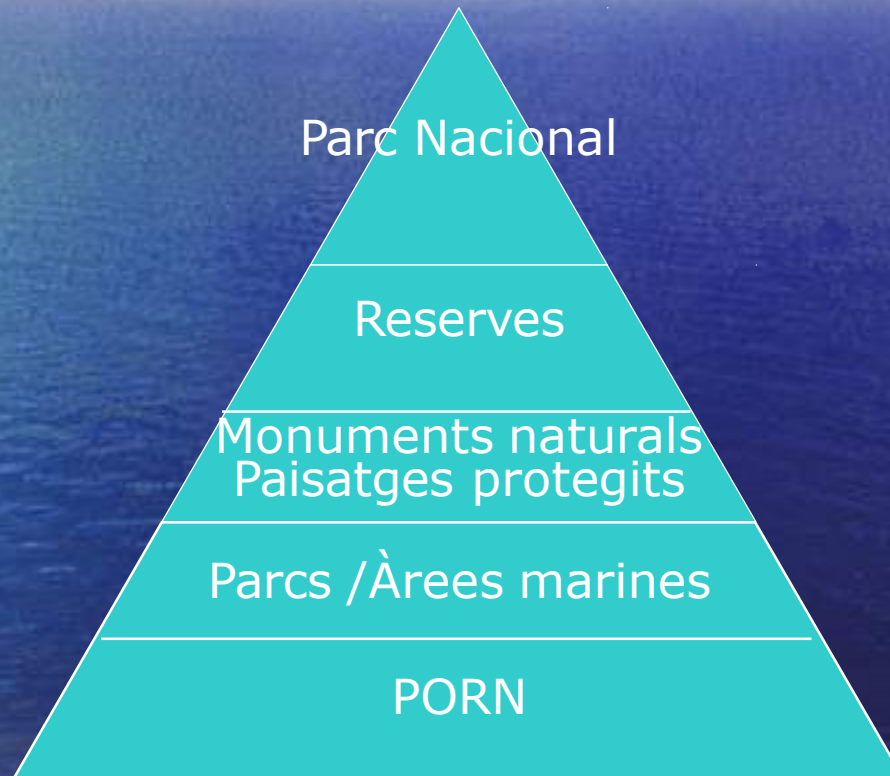 Parc Nacional
Reserves
Monuments naturals
Paisatges protegits
Parcs /Àrees marines
PORN